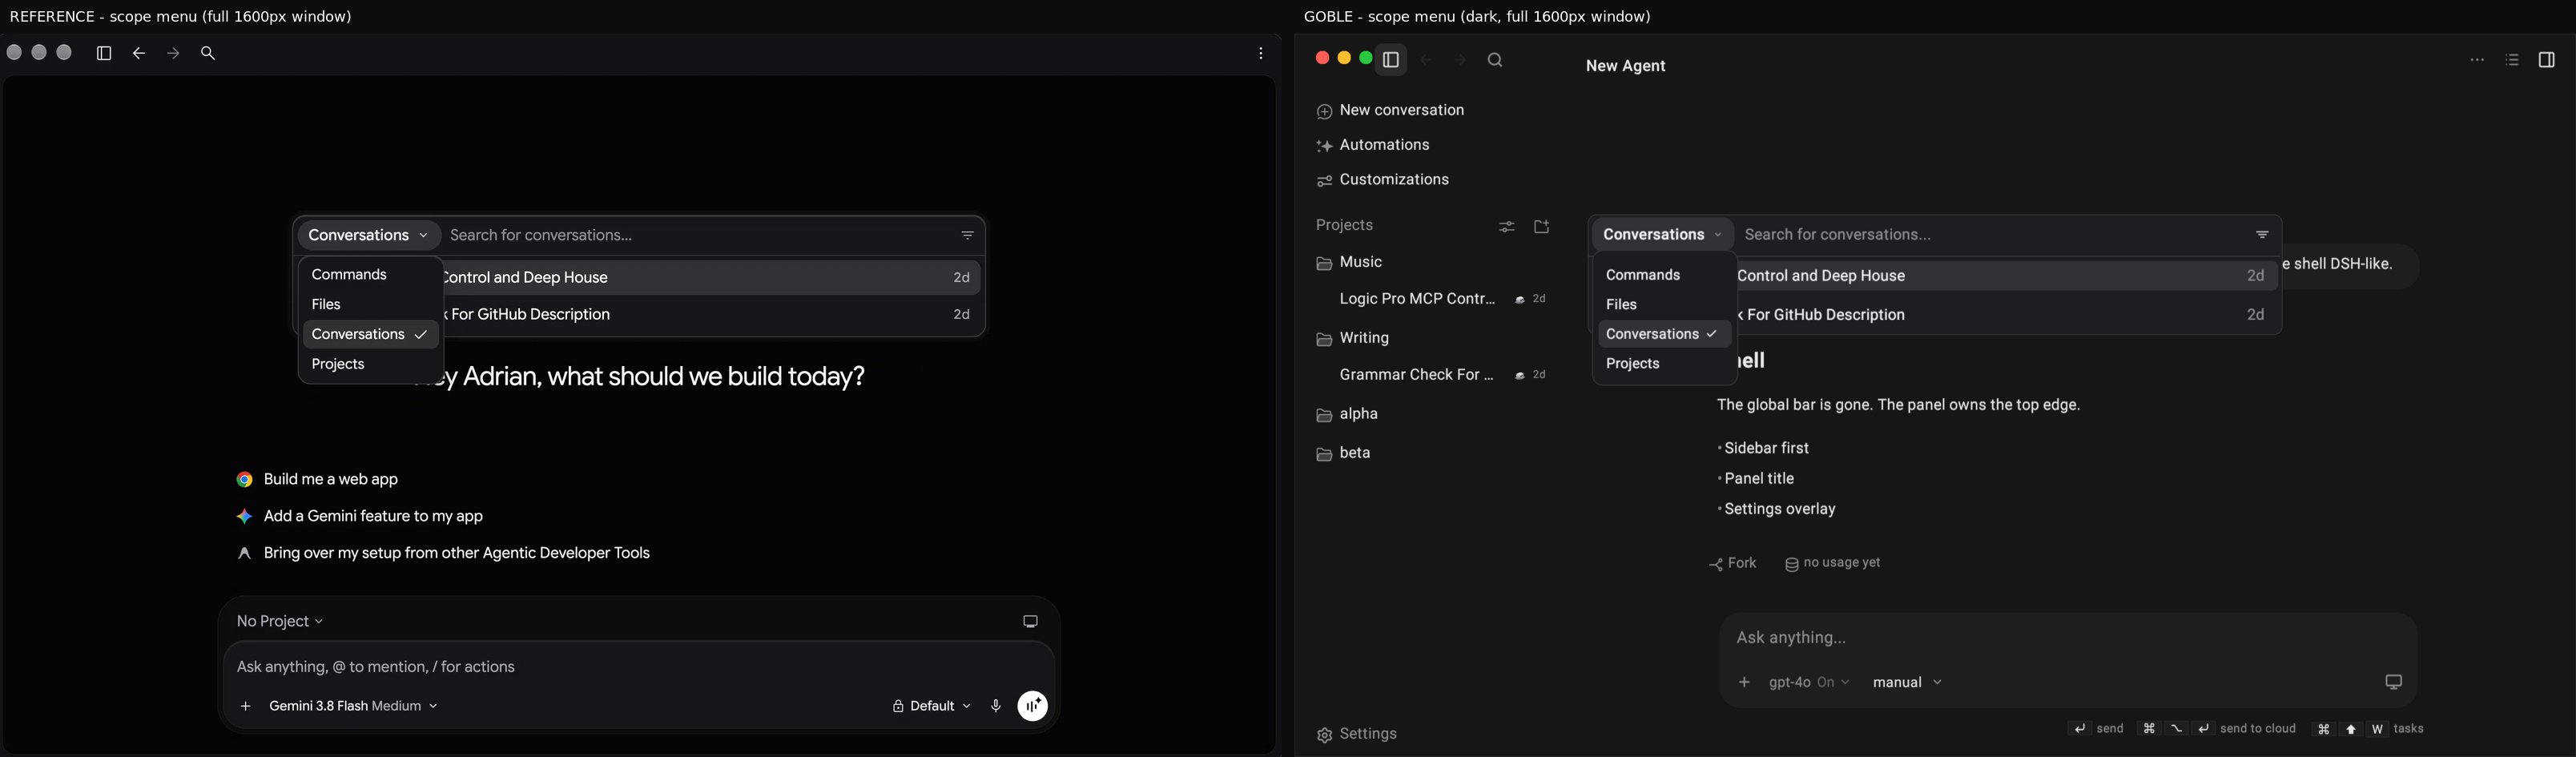 REFERENCE - scope menu (full 1600px window)
Conversations
Search for conversations...
Commands
Files
Conversations
Projects
Control and Deep House
2d
For GitHub Description
2d
ey Adrian, what should we build today?
Build me a web app
Add a Gemini feature to my app
Bring over my setup from other Agentic Developer Tools
No Project
Ask anything, @ to mention, / for actions
+ Gemini 3.8 Flash Medium
Default
GOBLE - scope menu (dark, full 1600px window)
New Agent
New conversation
Automations
Customizations
Projects
Music
Logic Pro MCP Contr...
2d
Writing
Grammar Check For ...
2d
alpha
beta
Settings
Conversations
Search for conversations...
Commands
Files
Conversations
Projects
Control and Deep House
2d
k For GitHub Description
2d
e shell DSH-like.
ell
The global bar is gone. The panel owns the top edge.
• Sidebar first
• Panel title
• Settings overlay
Fork
no usage yet
Ask anything...
+ gpt-4o On
manual
↵ send ⌘ ⌥ ↵ send to cloud ⌘ ⬆ W tasks